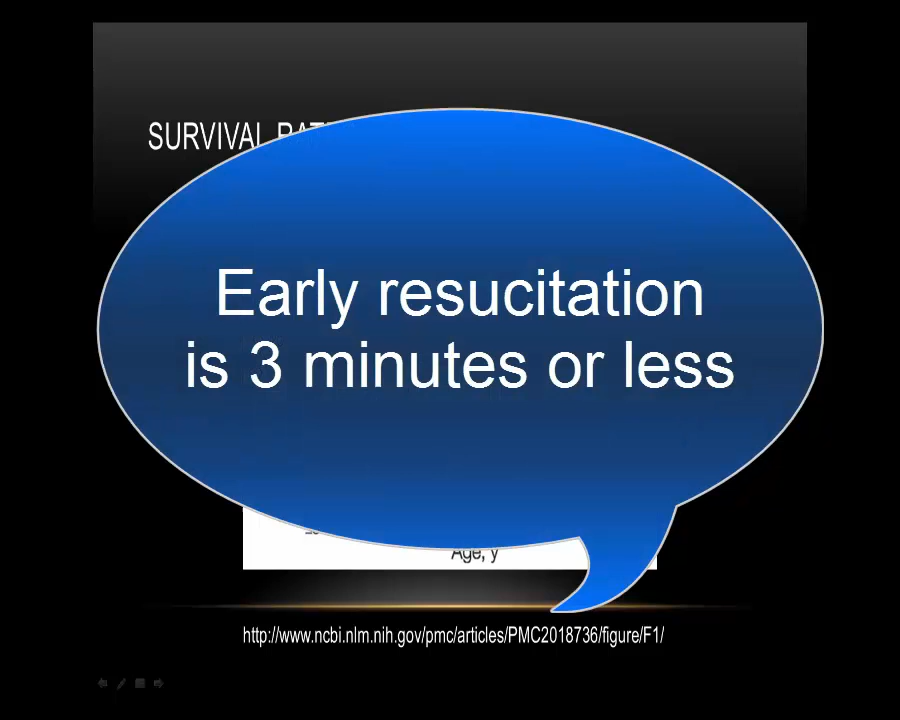 SURVIVAL
Early resucitation
is 3 minutes or less
Age, y
http://www.ncbi.nlm.nih.gov/pmc/articles/PMC2018736/figure/F1/